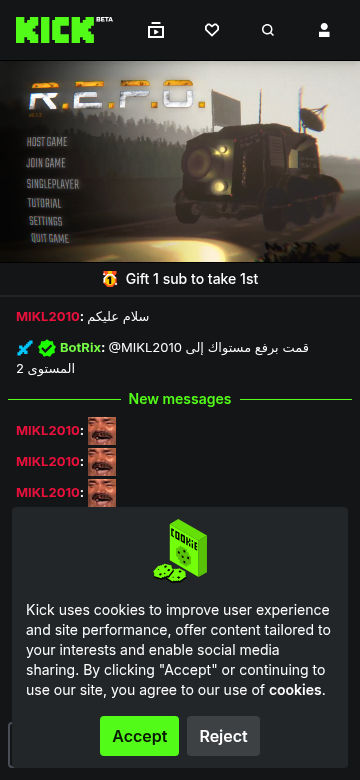 KICK BETA
R.E.P.O.
HOST GAME
JOIN GAME
SINGLEPLAYER
TUTORIAL
SETTINGS
QUIT GAME
1 Gift 1 sub to take 1st
MIKL2010: سلام عليكم
BotRix: @MIKL2010 قمت برفع مستواك إلى
المستوى 2
New messages
MIKL2010:
MIKL2010:
MIKL2010:
COOKIE
Kick uses cookies to improve user experience
and site performance, offer content tailored to
your interests and enable social media
sharing. By clicking "Accept" or continuing to
use our site, you agree to our use of cookies.
Accept Reject